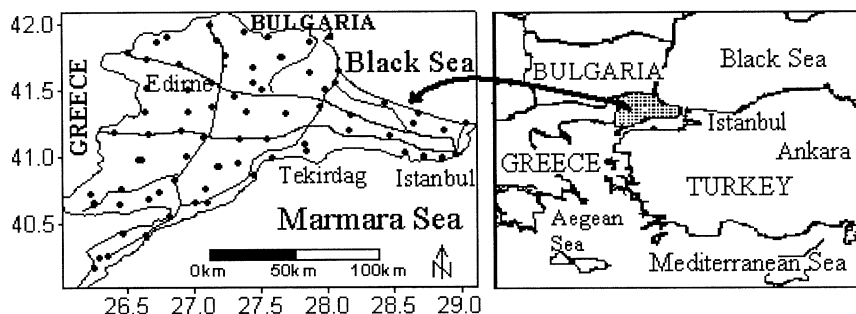 42.0
41.5
41.0
40.5
BULGARIA
Black Sea
GREECE
Edirne
Tekirdag
Istanbul
Marmara Sea
0km 50km 100km
N
26.5 27.0 27.5 28.0 28.5 29.0
Black Sea
BULGARIA
Istanbul
GREECE
Ankara
TURKEY
Aegean
Sea
Mediterranean Sea